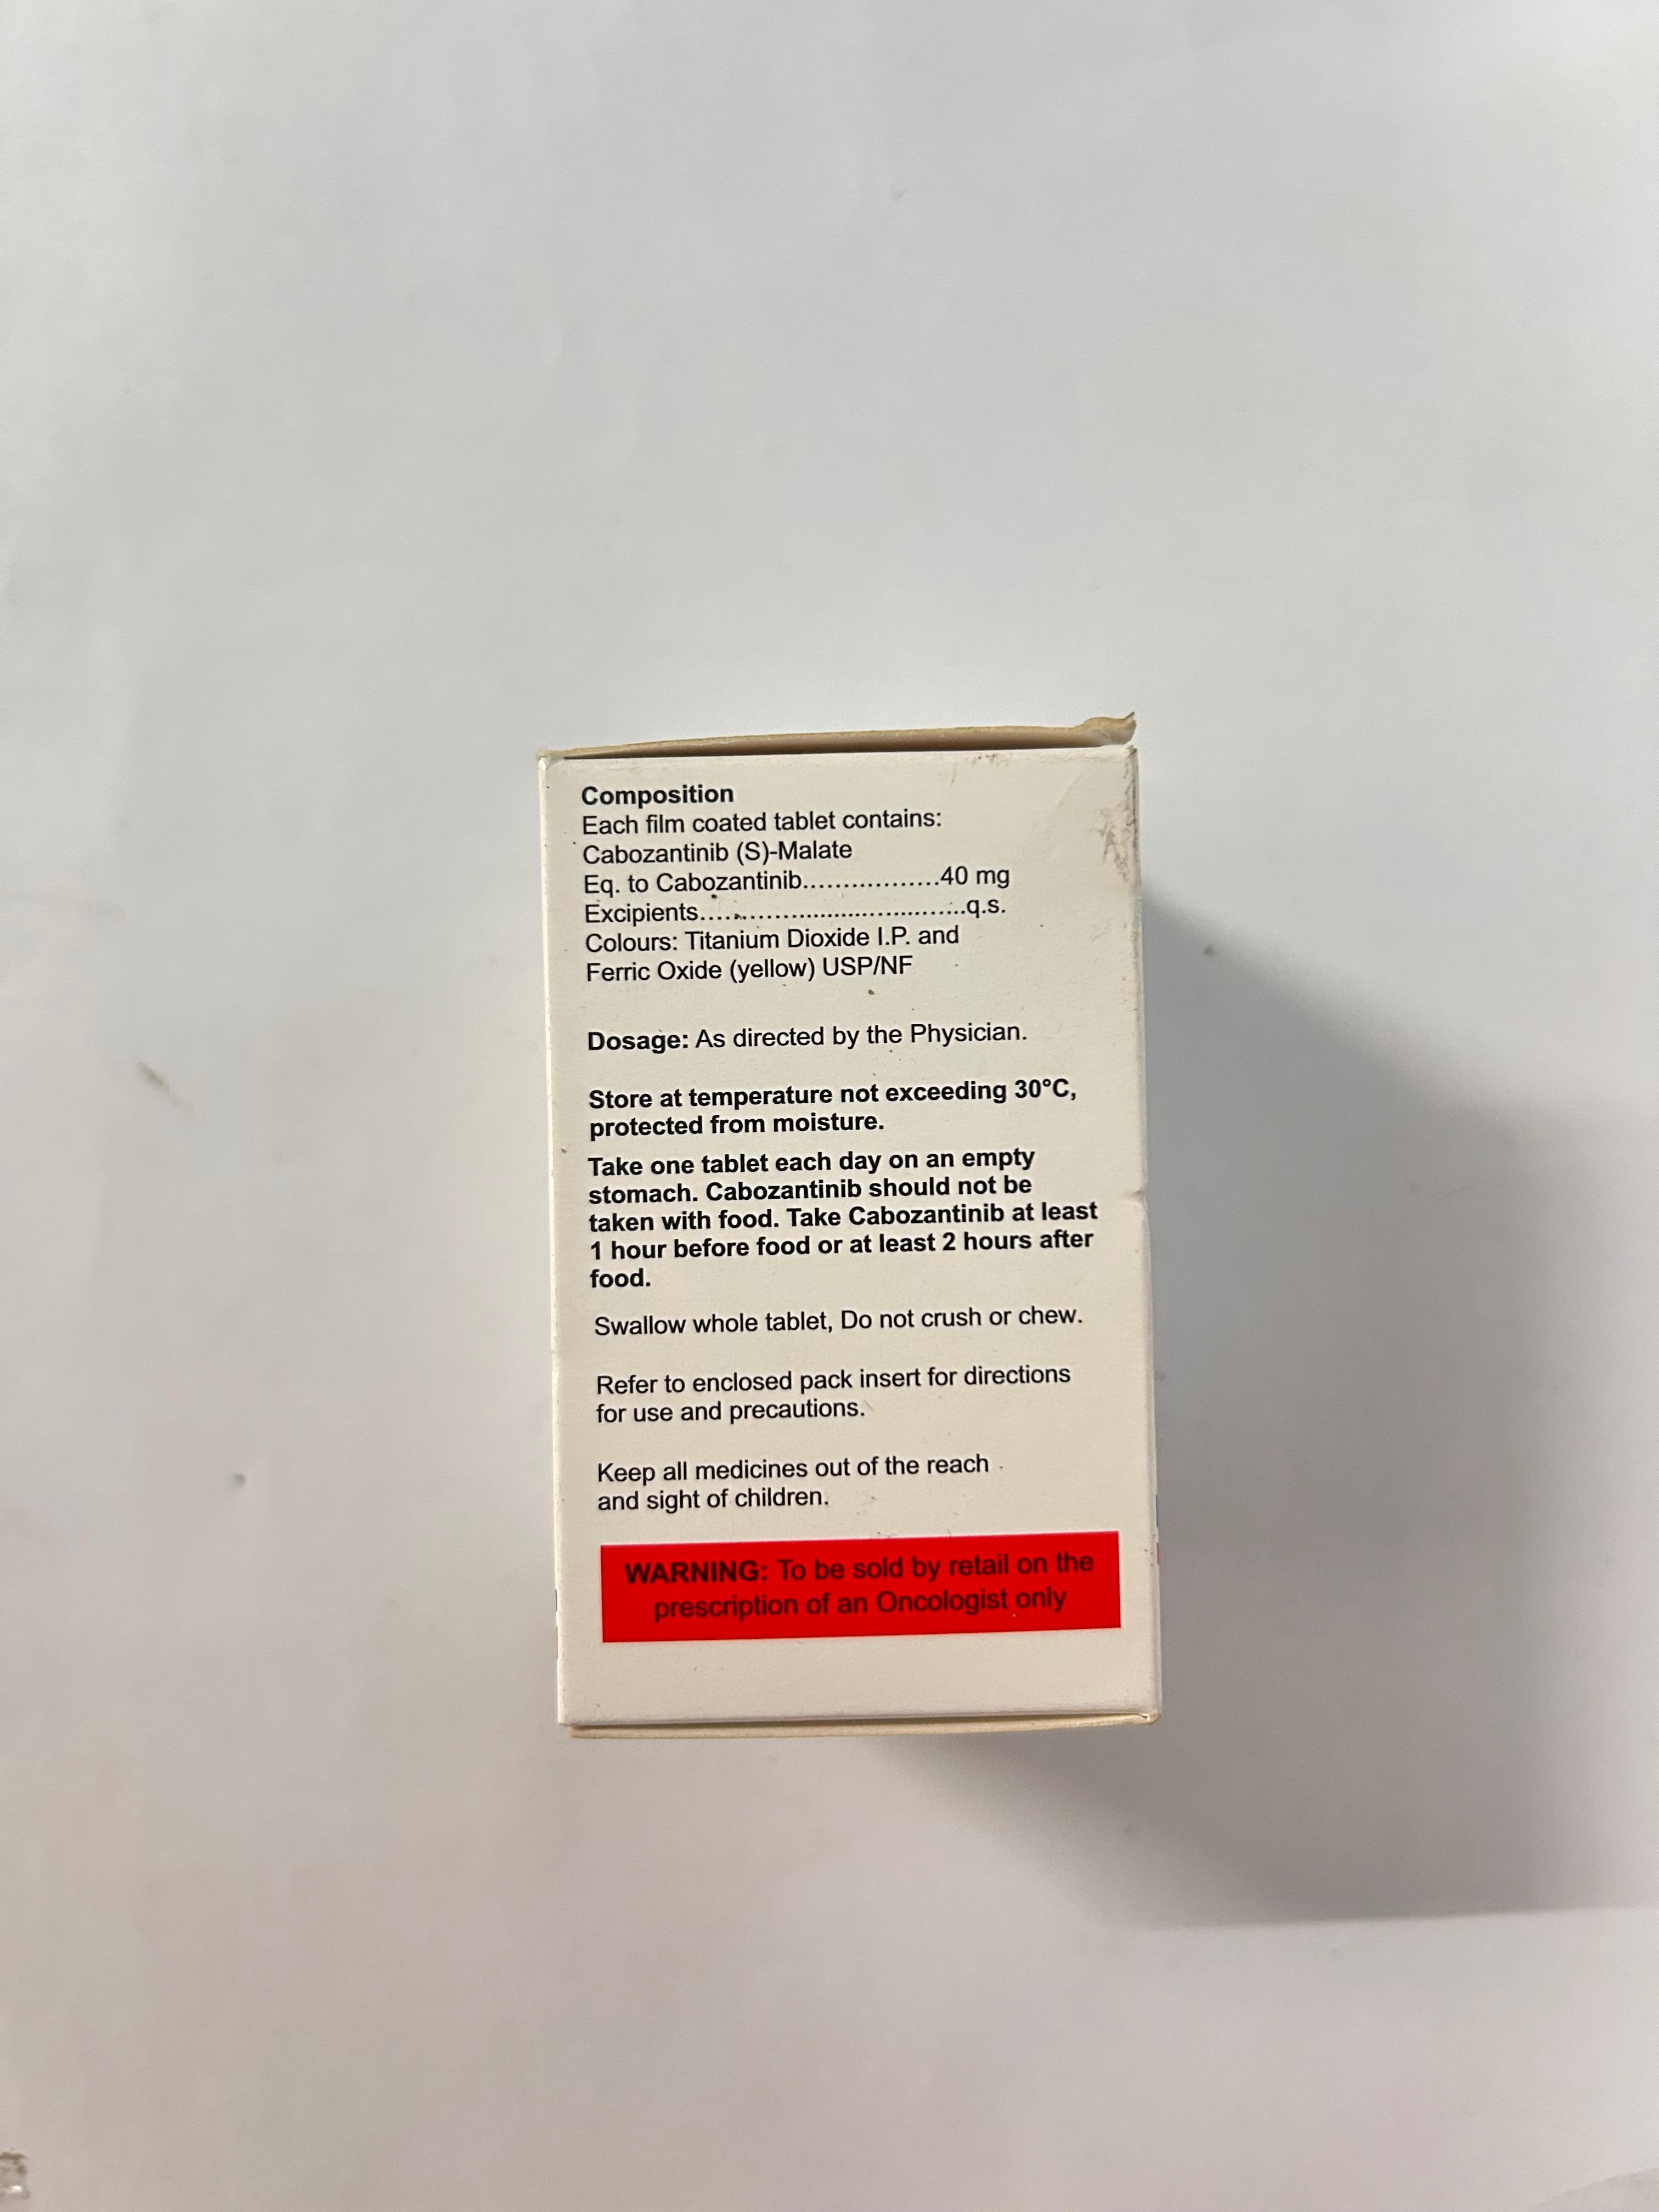 Composition
Each film coated tablet contains:
Cabozantinib (S)-Malate
Eq. to Cabozantinib.................40 mg
Excipients.................................q.s.
Colours: Titanium Dioxide I.P. and
Ferric Oxide (yellow) USP/NF
Dosage: As directed by the Physician.
Store at temperature not exceeding 30°C,
protected from moisture.
Take one tablet each day on an empty
stomach. Cabozantinib should not be
taken with food. Take Cabozantinib at least
1 hour before food or at least 2 hours after
food.
Swallow whole tablet, Do not crush or chew.
Refer to enclosed pack insert for directions
for use and precautions.
Keep all medicines out of the reach
and sight of children.
WARNING: To be sold by retail on the
prescription of an Oncologist only